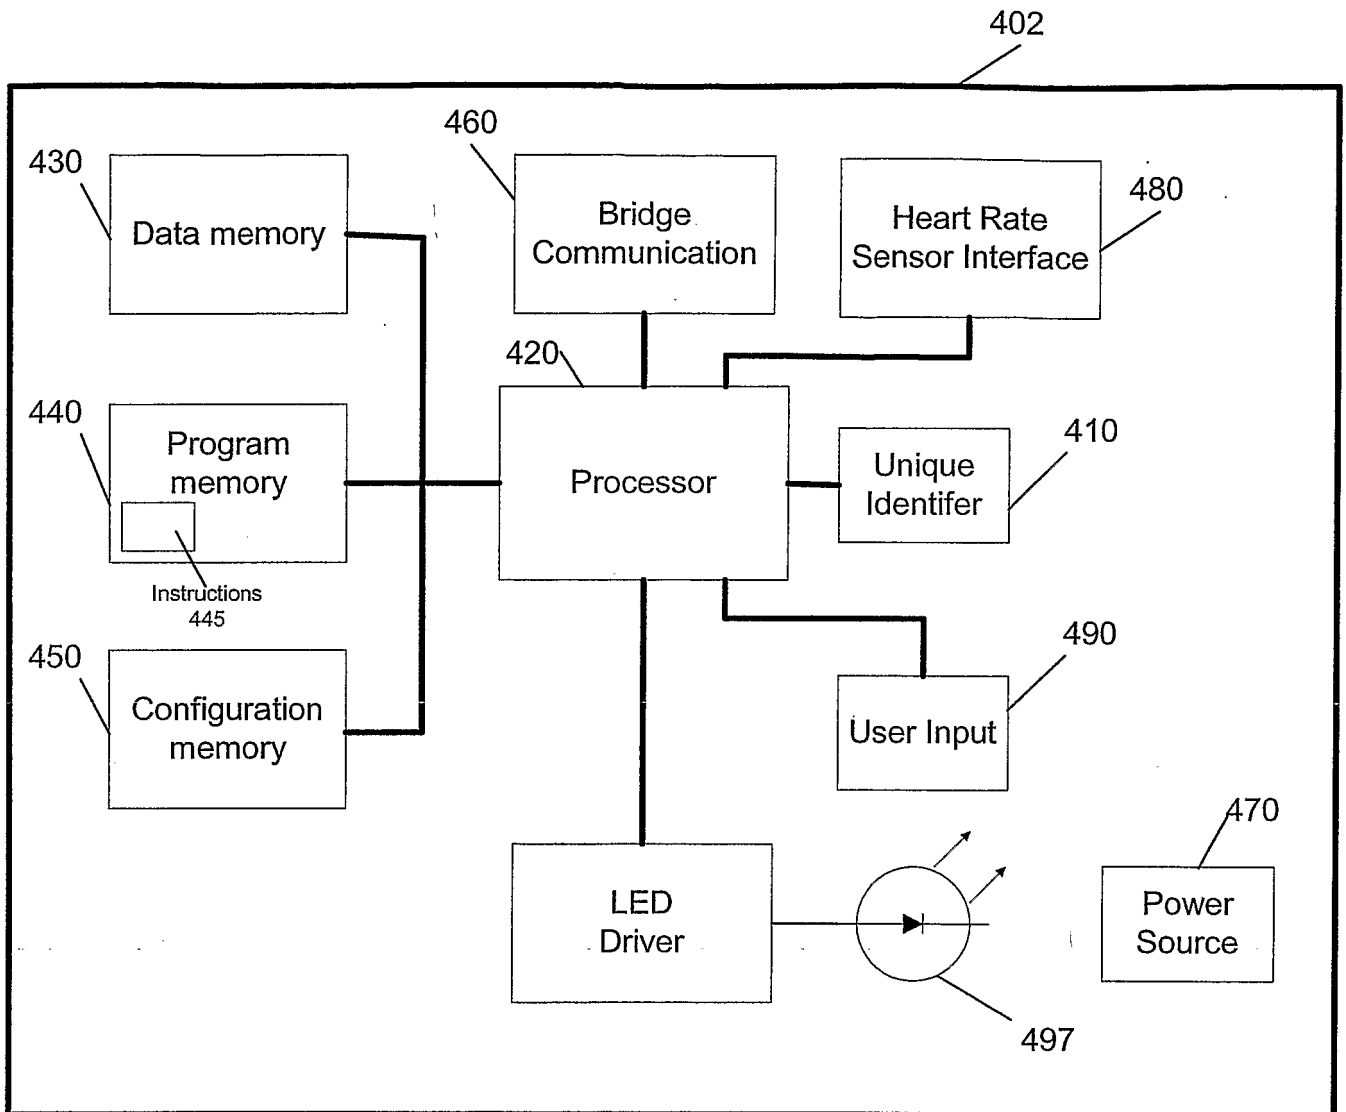 402
460
430
480
Data memory
Bridge
Communication
Heart Rate
Sensor Interface
420
440
Program
memory
Processor
410
Unique
Identifer
Instructions
445
450
Configuration
memory
490
User Input
470
LED
Driver
Power
Source
497